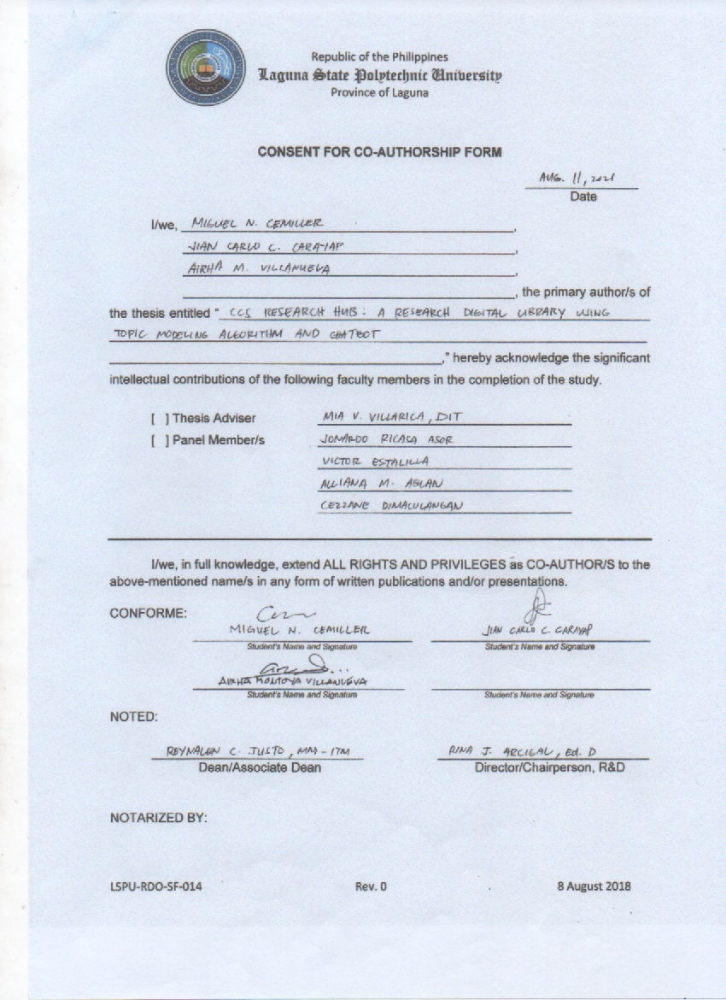 Republic of the Philippines
Laguna State Polytechnic University
Province of Laguna
CONSENT FOR CO-AUTHORSHIP FORM
AUG. 11, 2021
Date
I/we, MIGUEL N. CEMILLER,
JIAN CARLO C. CARAYAP,
AIRHA M. VILLANUEVA,
, the primary author/s of
the thesis entitled “ CCS RESEARCH HUB: A RESEARCH DIGITAL LIBRARY USING
TOPIC MODELING ALGORITHM AND CHATBOT
,” hereby acknowledge the significant
intellectual contributions of the following faculty members in the completion of the study.
[ ] Thesis Adviser MIA V. VILLARICA, DIT
[ ] Panel Member/s JONARDO RICASA ASOR
VICTOR ESTALILLA
ALLIANA M. AGLAN
CEZZANE DIMACULANGAN
I/we, in full knowledge, extend ALL RIGHTS AND PRIVILEGES as CO-AUTHOR/S to the
above-mentioned name/s in any form of written publications and/or presentations.
CONFORME:
MIGUEL N. CEMILLER JIAN CARLO C. CARAYAP
Student's Name and Signature Student's Name and Signature
AIRHA MONTOYA VILLANUEVA
Student's Name and Signature Student's Name and Signature
NOTED:
REYNALEN C. JUSTO, MM-ITM RINA J. ARCIGAL, Ed. D
Dean/Associate Dean Director/Chairperson, R&D
NOTARIZED BY:
LSPU-RDO-SF-014 Rev. 0 8 August 2018